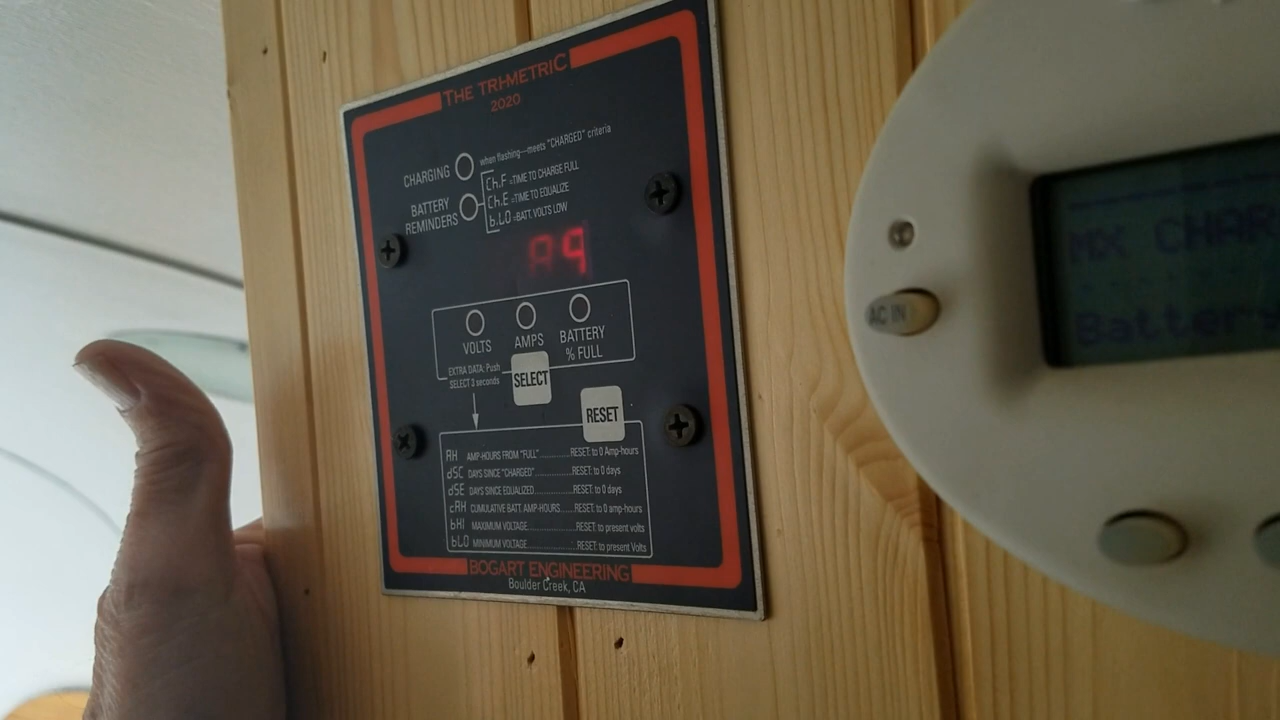 THE TRI-METRIC
2020
CHARGING
when flashing—meets "CHARGED" criteria
BATTERY REMINDERS
Ch.F =TIME TO CHARGE FULL
Ch.E =TIME TO EQUALIZE
b.LO =BATT. VOLTS LOW
A9
VOLTS
AMPS
BATTERY
% FULL
EXTRA DATA: Push
SELECT 3 seconds
SELECT
RESET
AH AMP-HOURS FROM "FULL".......... RESET: to 0 Amp-hours
dSC DAYS SINCE "CHARGED".......... RESET: to 0 days
dSE DAYS SINCE EQUALIZED.......... RESET: to 0 days
cAH CUMULATIVE BATT. AMP-HOURS.... RESET: to 0 amp-hours
bHI MAXIMUM VOLTAGE.......... RESET: to present volts
bLO MINIMUM VOLTAGE.......... RESET: to present Volts
BOGART ENGINEERING
Boulder Creek, CA
AC IN
MX CHAR
Battery